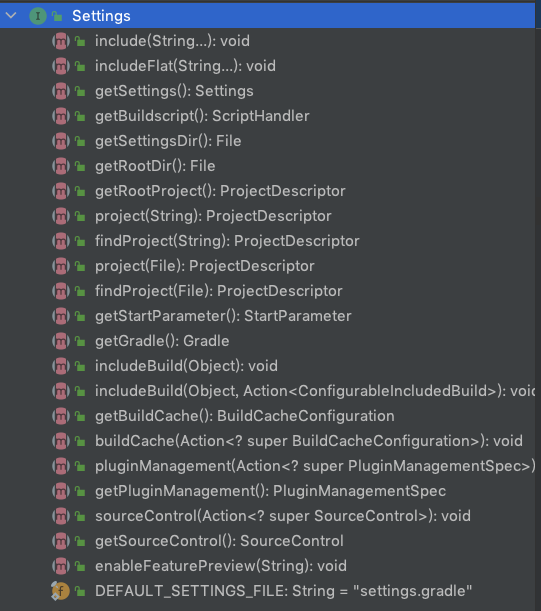 Settings
include(String...): void
includeFlat(String...): void
getSettings(): Settings
getBuildscript(): ScriptHandler
getSettingsDir(): File
getRootDir(): File
getRootProject(): ProjectDescriptor
project(String): ProjectDescriptor
findProject(String): ProjectDescriptor
project(File): ProjectDescriptor
findProject(File): ProjectDescriptor
getStartParameter(): StartParameter
getGradle(): Gradle
includeBuild(Object): void
includeBuild(Object, Action<ConfigurableIncludedBuild>): void
getBuildCache(): BuildCacheConfiguration
buildCache(Action<? super BuildCacheConfiguration>): void
pluginManagement(Action<? super PluginManagementSpec>)
getPluginManagement(): PluginManagementSpec
sourceControl(Action<? super SourceControl>): void
getSourceControl(): SourceControl
enableFeaturePreview(String): void
DEFAULT_SETTINGS_FILE: String = "settings.gradle"